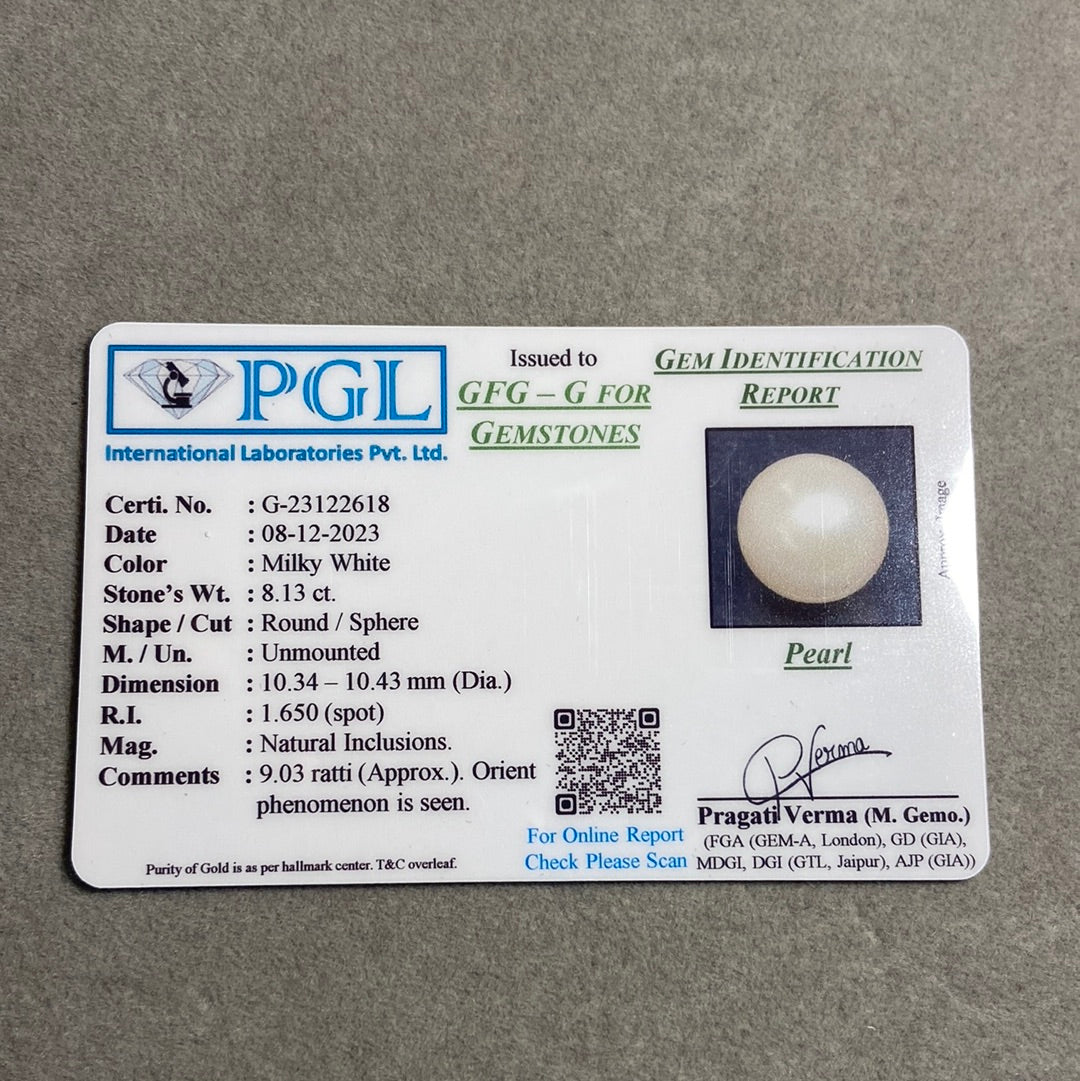 PGL
International Laboratories Pvt. Ltd.
Issued to
GFG – G FOR
GEMSTONES
GEM IDENTIFICATION
REPORT
Certi. No. : G-23122618
Date : 08-12-2023
Color : Milky White
Stone's Wt. : 8.13 ct.
Shape / Cut : Round / Sphere
M. / Un. : Unmounted
Dimension : 10.34 – 10.43 mm (Dia.)
R.I. : 1.650 (spot)
Mag. : Natural Inclusions.
Comments : 9.03 ratti (Approx.). Orient
phenomenon is seen.
Purity of Gold is as per hallmark center. T&C overleaf.
For Online Report
Check Please Scan
Image
Pearl
PVerma
Pragati Verma (M. Gemo.)
(FGA (GEM-A, London), GD (GIA),
MDGI, DGI (GTL, Jaipur), AJP (GIA))